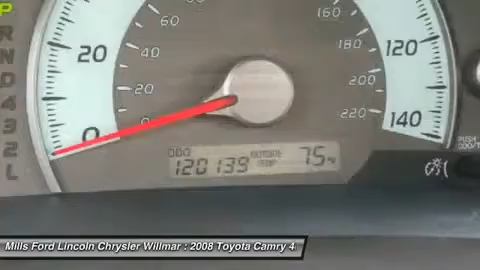 P
R
N
D
4
3
2
L
60
40
20
20
0
160
180
200
220
120
140
ODO
120139
OUTSIDE
TEMP
75
PUSH
Mills Ford Lincoln Chrysler Willmar : 2008 Toyota Camry 4